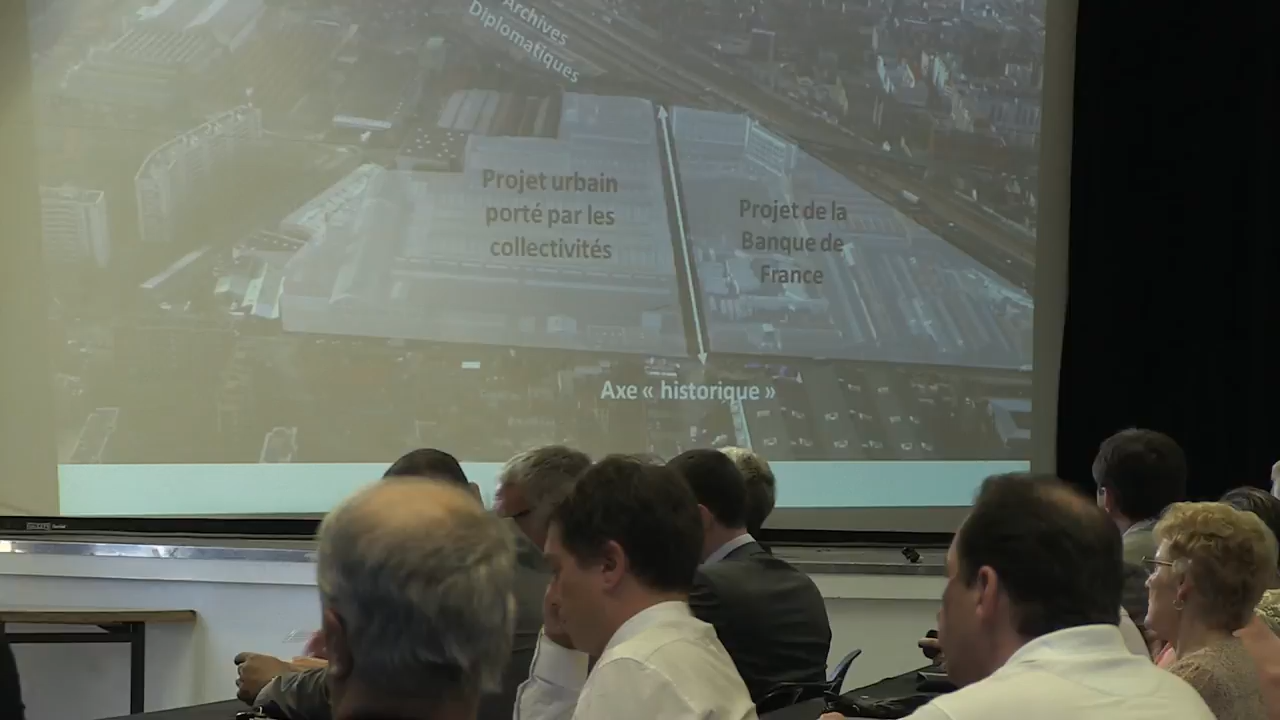 Archives
Diplomatiques
Projet urbain
porté par les
collectivités
Projet de la
Banque de
France
Axe « historique »